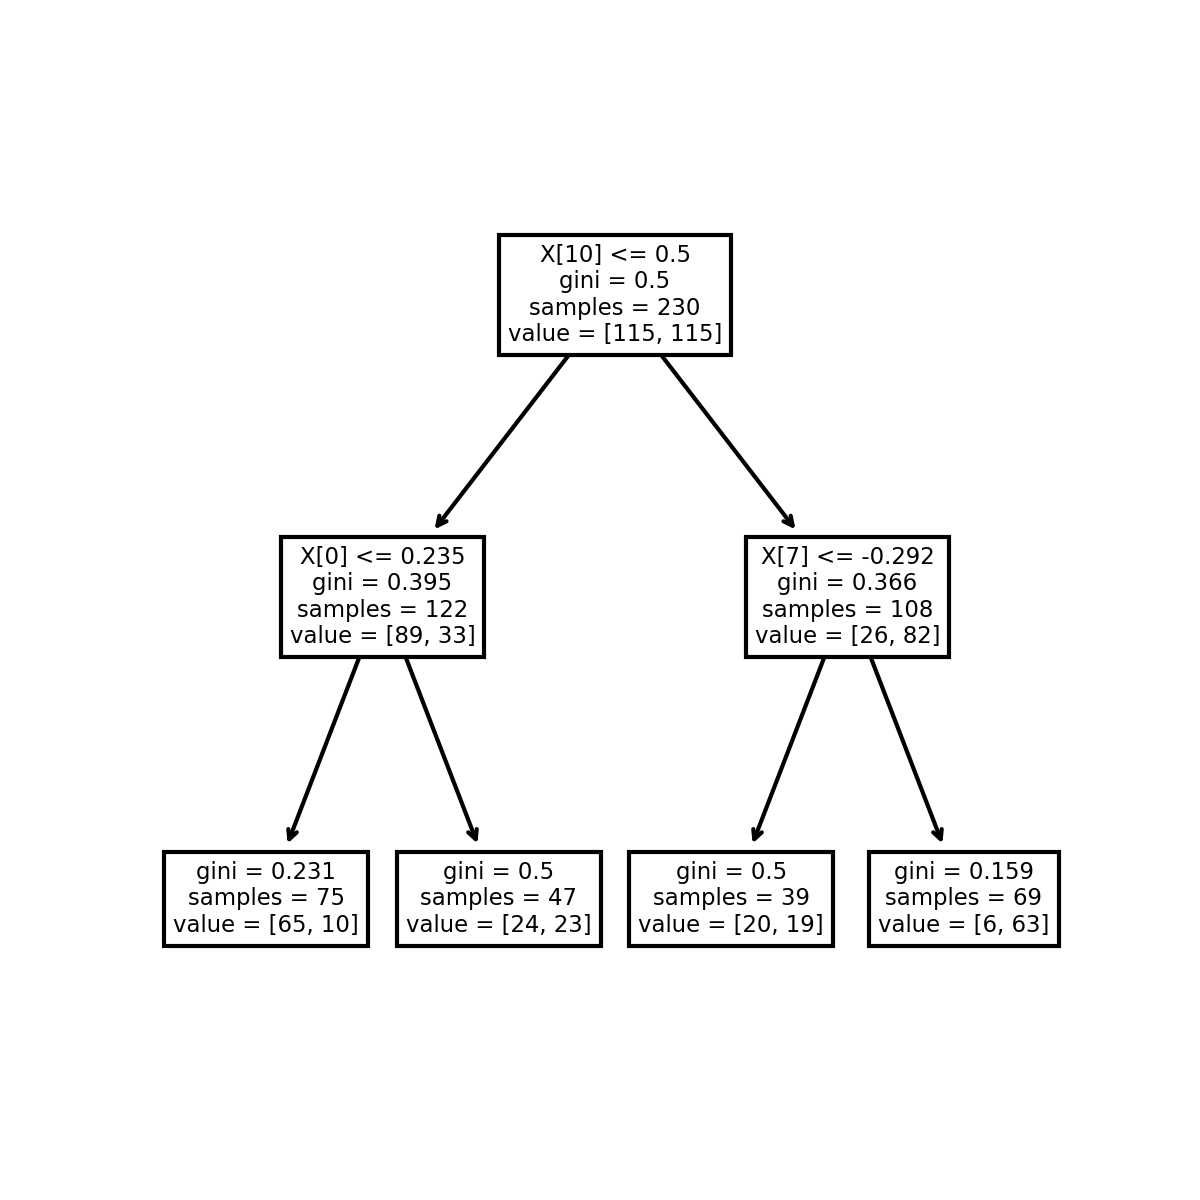 X[10] <= 0.5
gini = 0.5
samples = 230
value = [115, 115]
X[0] <= 0.235
gini = 0.395
samples = 122
value = [89, 33]
X[7] <= -0.292
gini = 0.366
samples = 108
value = [26, 82]
gini = 0.231
samples = 75
value = [65, 10]
gini = 0.5
samples = 47
value = [24, 23]
gini = 0.5
samples = 39
value = [20, 19]
gini = 0.159
samples = 69
value = [6, 63]